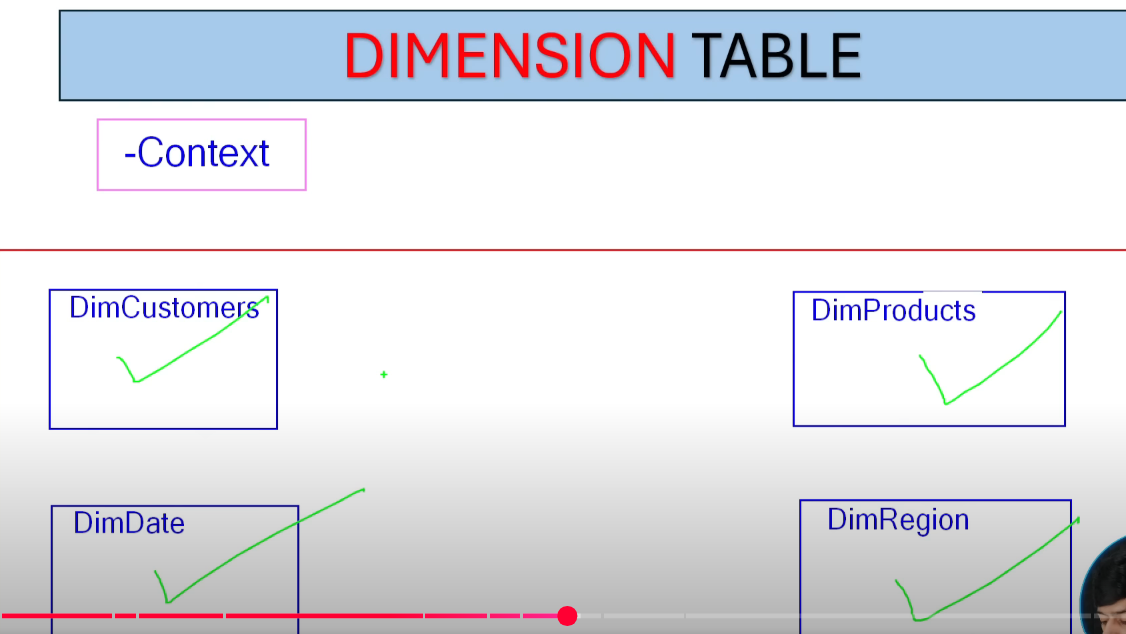 DIMENSION TABLE
-Context
DimCustomers
DimProducts
DimDate
DimRegion